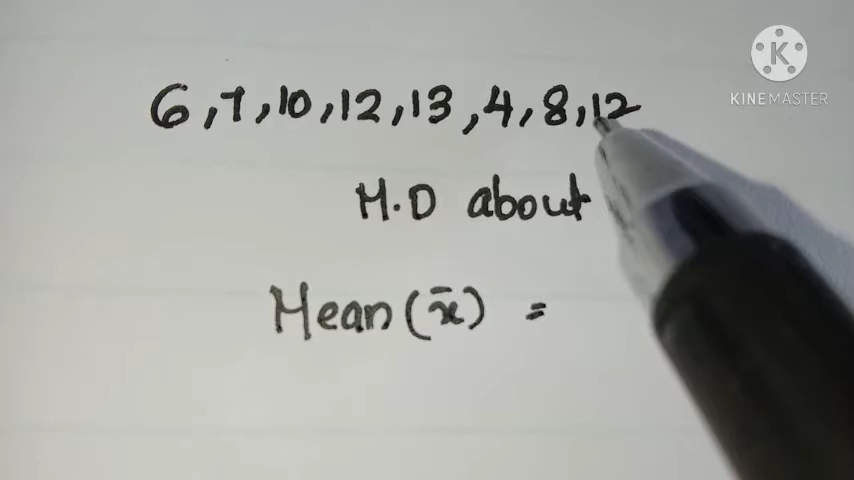 KINEMASTER
6,7,10,12,13,4,8,12
M.D about
Mean (x̄) =